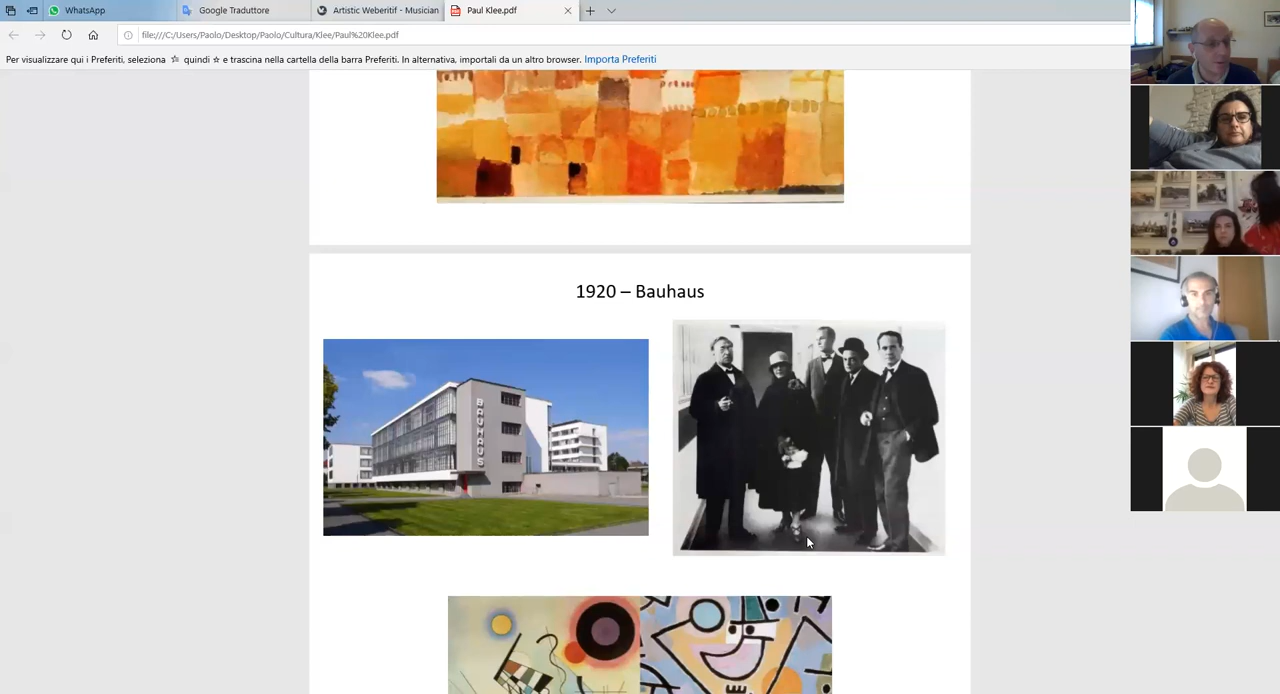 WhatsApp
Google Traduttore
Artistic Weberitif - Musician
Paul Klee.pdf
file:///C:/Users/Paolo/Desktop/Paolo/Cultura/Klee/Paul%20Klee.pdf
Per visualizzare qui i Preferiti, seleziona ☆ quindi ☆ e trascina nella cartella della barra Preferiti. In alternativa, importali da un altro browser. Importa Preferiti
1920 – Bauhaus
BAUHAUS